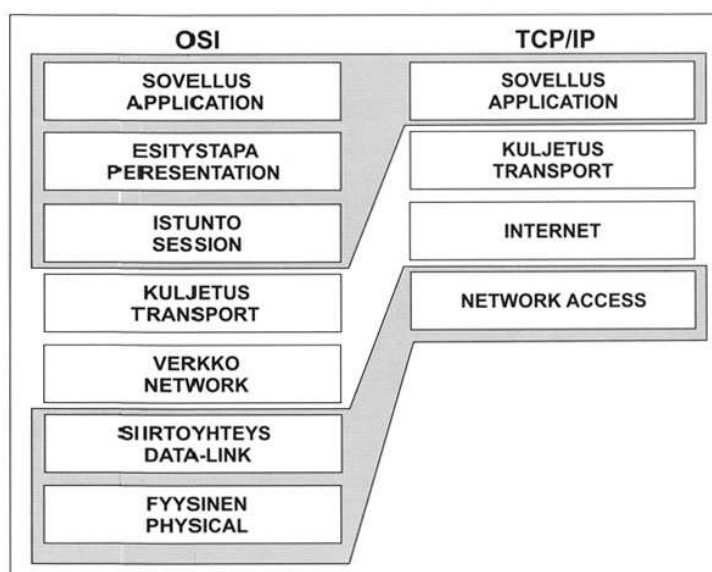 OSI
TCP/IP
SOVELLUS
APPLICATION
ESITYSTAPA
PERESENTATION
ISTUNTO
SESSION
KULJETUS
TRANSPORT
VERKKO
NETWORK
SIIRTOYHTEYS
DATA-LINK
FYYSINEN
PHYSICAL
SOVELLUS
APPLICATION
KULJETUS
TRANSPORT
INTERNET
NETWORK ACCESS